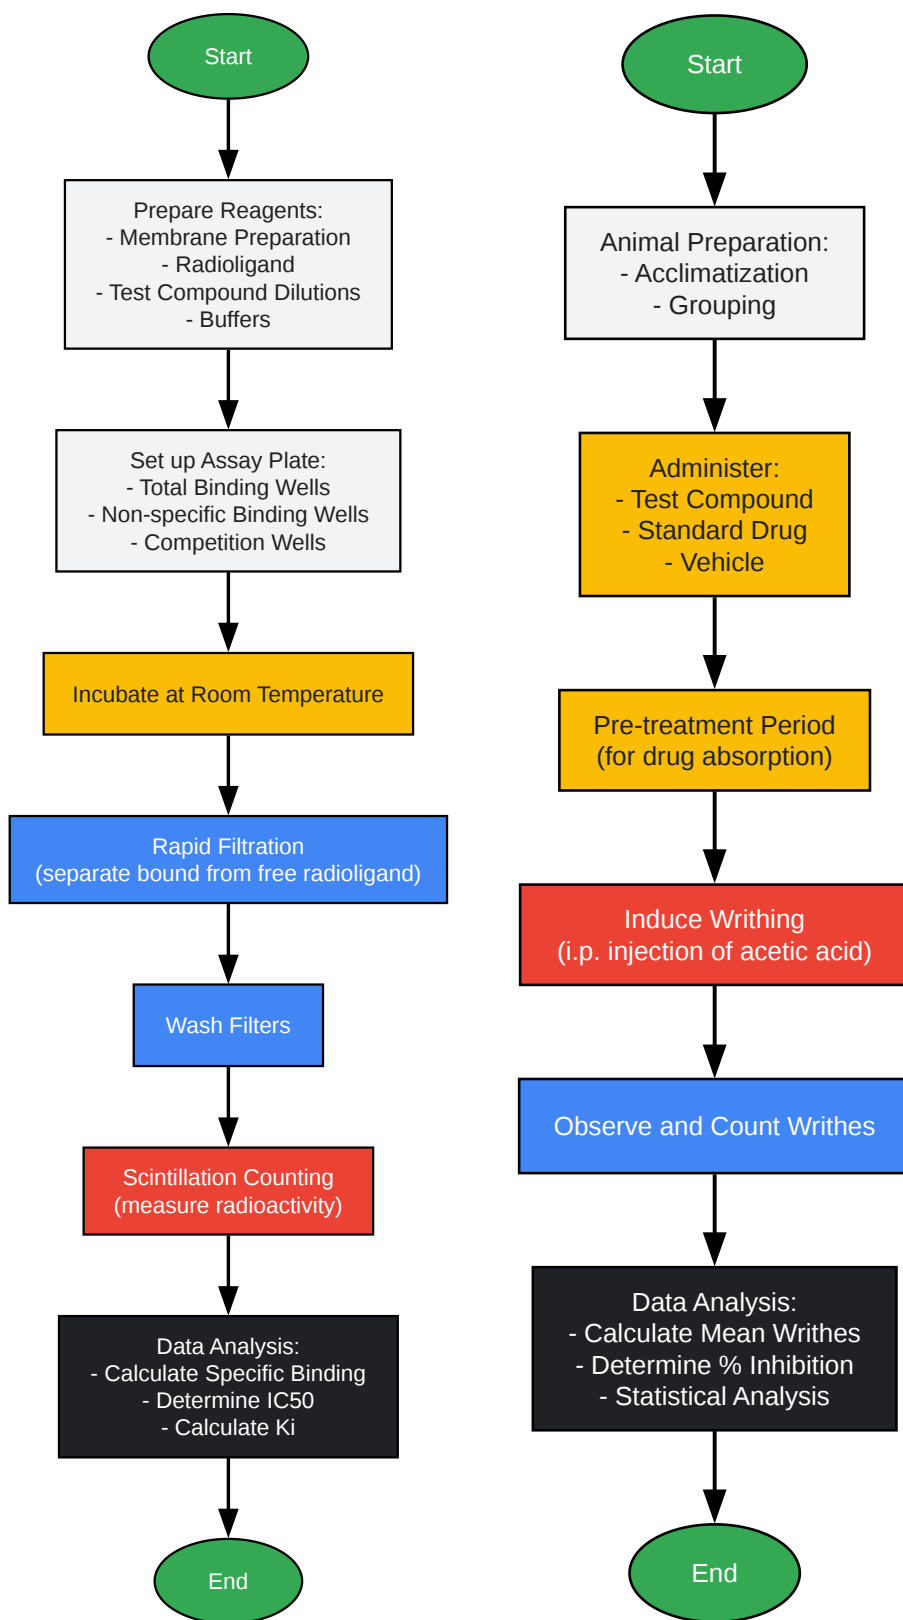 Start
Prepare Reagents:
- Membrane Preparation
- Radioligand
- Test Compound Dilutions
- Buffers
Set up Assay Plate:
- Total Binding Wells
- Non-specific Binding Wells
- Competition Wells
Incubate at Room Temperature
Rapid Filtration
(separate bound from free radioligand)
Wash Filters
Scintillation Counting
(measure radioactivity)
Data Analysis:
- Calculate Specific Binding
- Determine IC50
- Calculate Ki
End
Start
Animal Preparation:
- Acclimatization
- Grouping
Administer:
- Test Compound
- Standard Drug
- Vehicle
Pre-treatment Period
(for drug absorption)
Induce Writhing
(i.p. injection of acetic acid)
Observe and Count Writhes
Data Analysis:
- Calculate Mean Writhes
- Determine % Inhibition
- Statistical Analysis
End